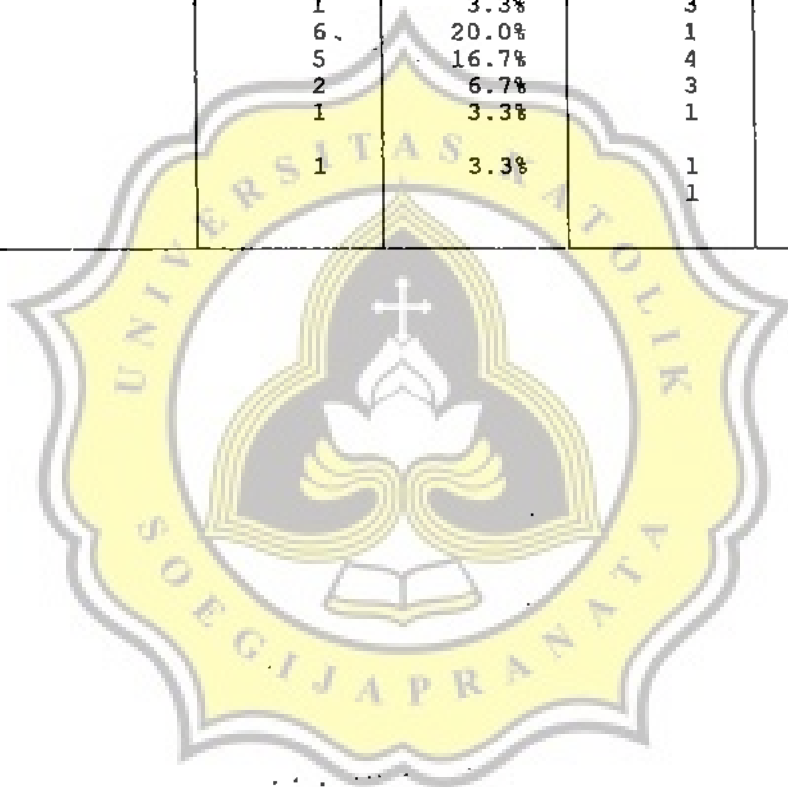 1 3.3% 3
6 20.0% 1
5 16.7% 4
2 6.7% 3
1 3.3% 1
1 3.3% 1
1
UNIVERSITAS KATOLIK
SOEGIJAPRANATA